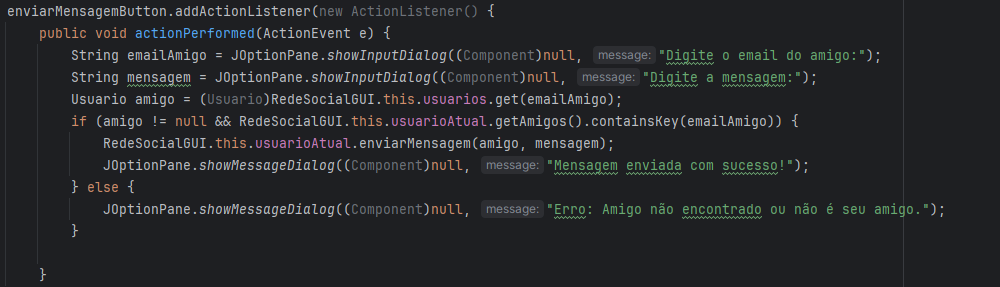 enviarMensagemButton.addActionListener(new ActionListener() {
public void actionPerformed(ActionEvent e) {
String emailAmigo = JOptionPane.showInputDialog((Component)null, message: "Digite o email do amigo:");
String mensagem = JOptionPane.showInputDialog((Component)null, message: "Digite a mensagem:");
Usuario amigo = (Usuario)RedeSocialGUI.this.usuarios.get(emailAmigo);
if (amigo != null && RedeSocialGUI.this.usuarioAtual.getAmigos().containsKey(emailAmigo)) {
RedeSocialGUI.this.usuarioAtual.enviarMensagem(amigo, mensagem);
JOptionPane.showMessageDialog((Component)null, message: "Mensagem enviada com sucesso!");
} else {
JOptionPane.showMessageDialog((Component)null, message: "Erro: Amigo não encontrado ou não é seu amigo.");
}
}